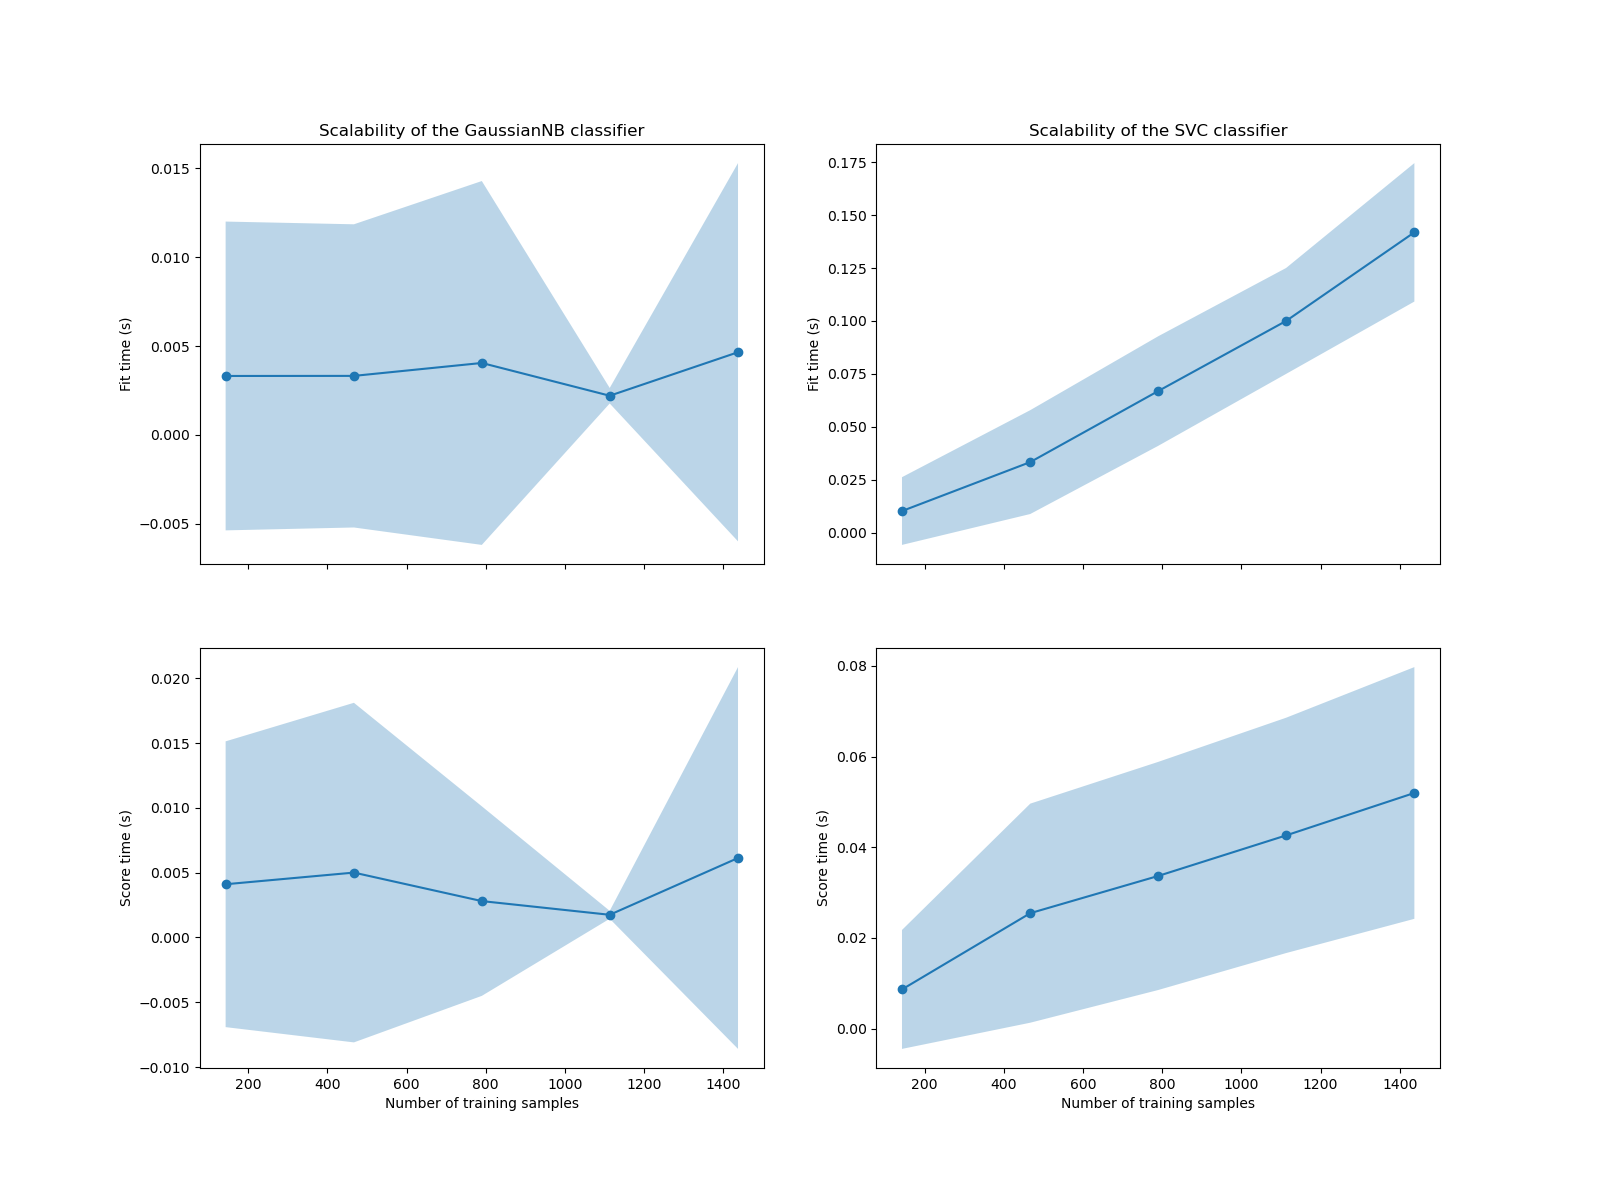 Scalability of the GaussianNB classifier
0.015
0.010
0.005
0.000
−0.005
Fit time (s)
Scalability of the SVC classifier
0.175
0.150
0.125
0.100
0.075
0.050
0.025
0.000
Fit time (s)
0.020
0.015
0.010
0.005
0.000
−0.005
−0.010
Score time (s)
200 400 600 800 1000 1200 1400
Number of training samples
0.08
0.06
0.04
0.02
0.00
Score time (s)
200 400 600 800 1000 1200 1400
Number of training samples